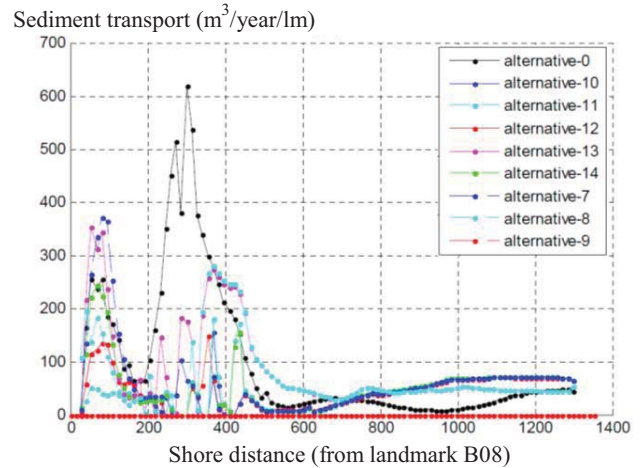 Sediment transport (m³/year/lm)
700
600
500
400
300
200
100
0
alternative-0
alternative-10
alternative-11
alternative-12
alternative-13
alternative-14
alternative-7
alternative-8
alternative-9
0 200 400 600 800 1000 1200 1400
Shore distance (from landmark B08)